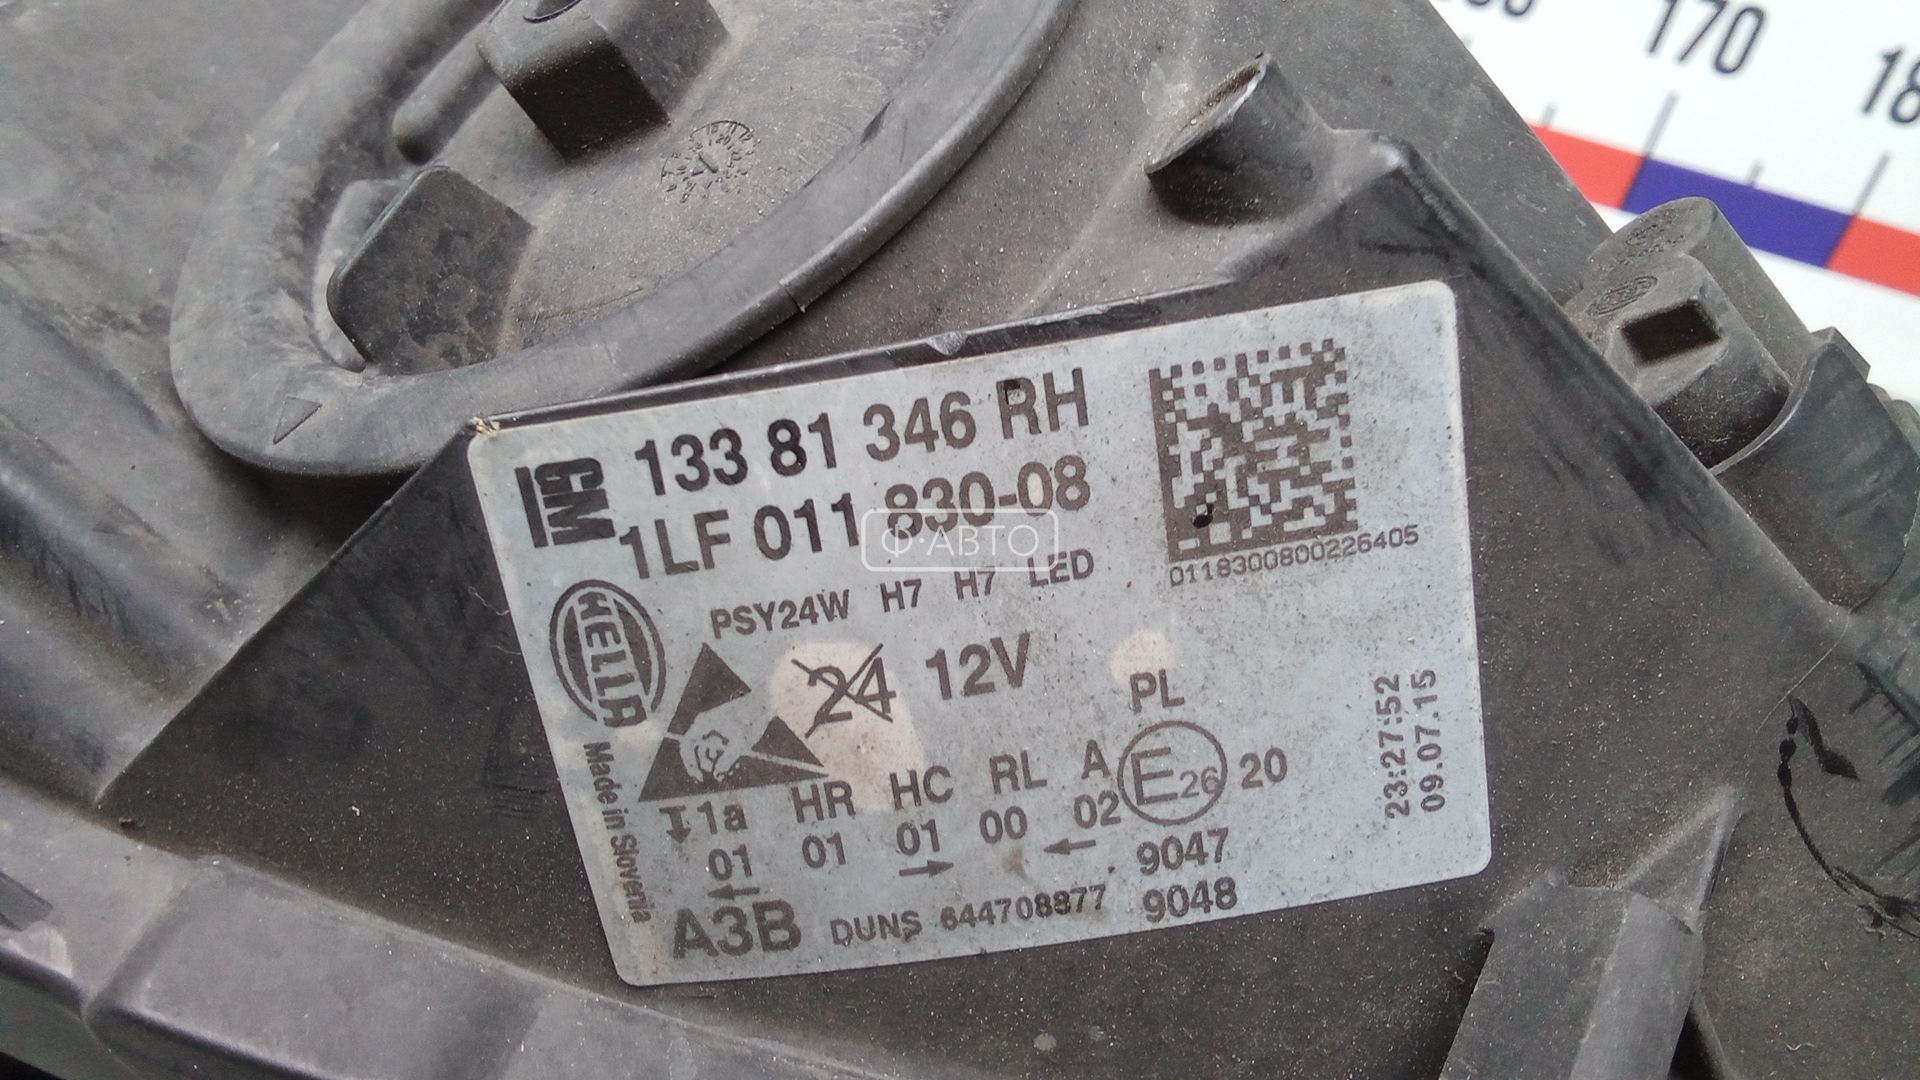 170
18
GM
133 81 346 RH
1LF 011 830-08
Ф·АВТО
0118300800226405
HELLA
PSY24W H7 H7 LED
24 12V
PL
Made in Slovenia
1a HR HC RL A E26 20
01 01 01 00 02
9047
A3B DUNS 644708877 9048
23:27:52
09.07.15